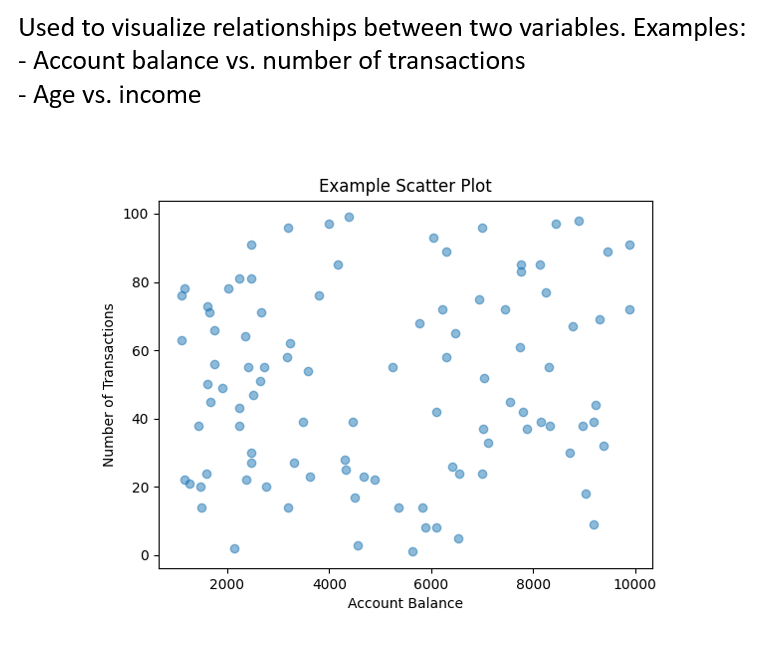 Used to visualize relationships between two variables. Examples:
- Account balance vs. number of transactions
- Age vs. income
Example Scatter Plot
100
80
60
40
20
0
Number of Transactions
2000 4000 6000 8000 10000
Account Balance